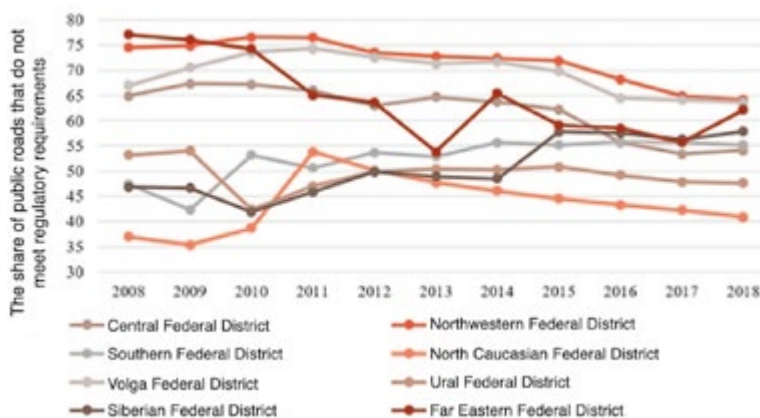 The share of public roads that do not
meet regulatory requirements
80
75
70
65
60
55
50
45
40
35
30
2008 2009 2010 2011 2012 2013 2014 2015 2016 2017 2018
Central Federal District
Northwestern Federal District
Southern Federal District
North Caucasian Federal District
Volga Federal District
Ural Federal District
Siberian Federal District
Far Eastern Federal District